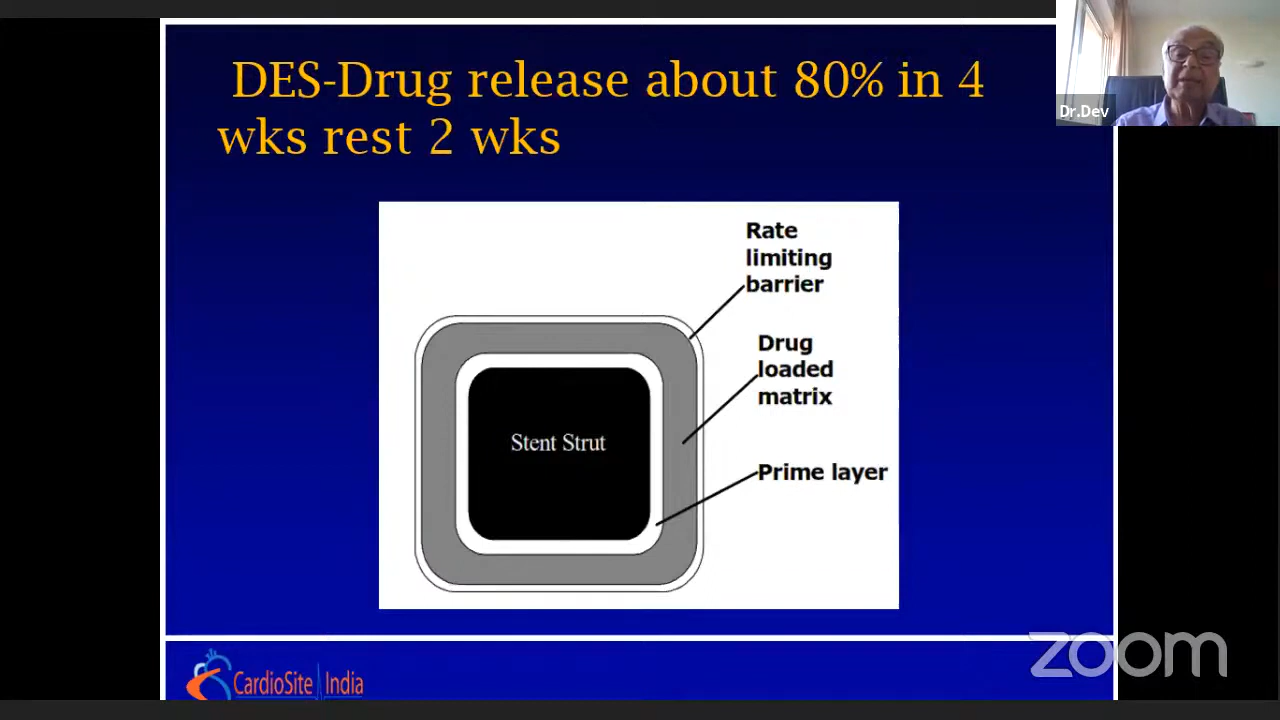 DES-Drug release about 80% in 4
wks rest 2 wks
Dr.Dev
Rate
limiting
barrier
Drug
loaded
matrix
Stent Strut
Prime layer
CardioSite India
zoom